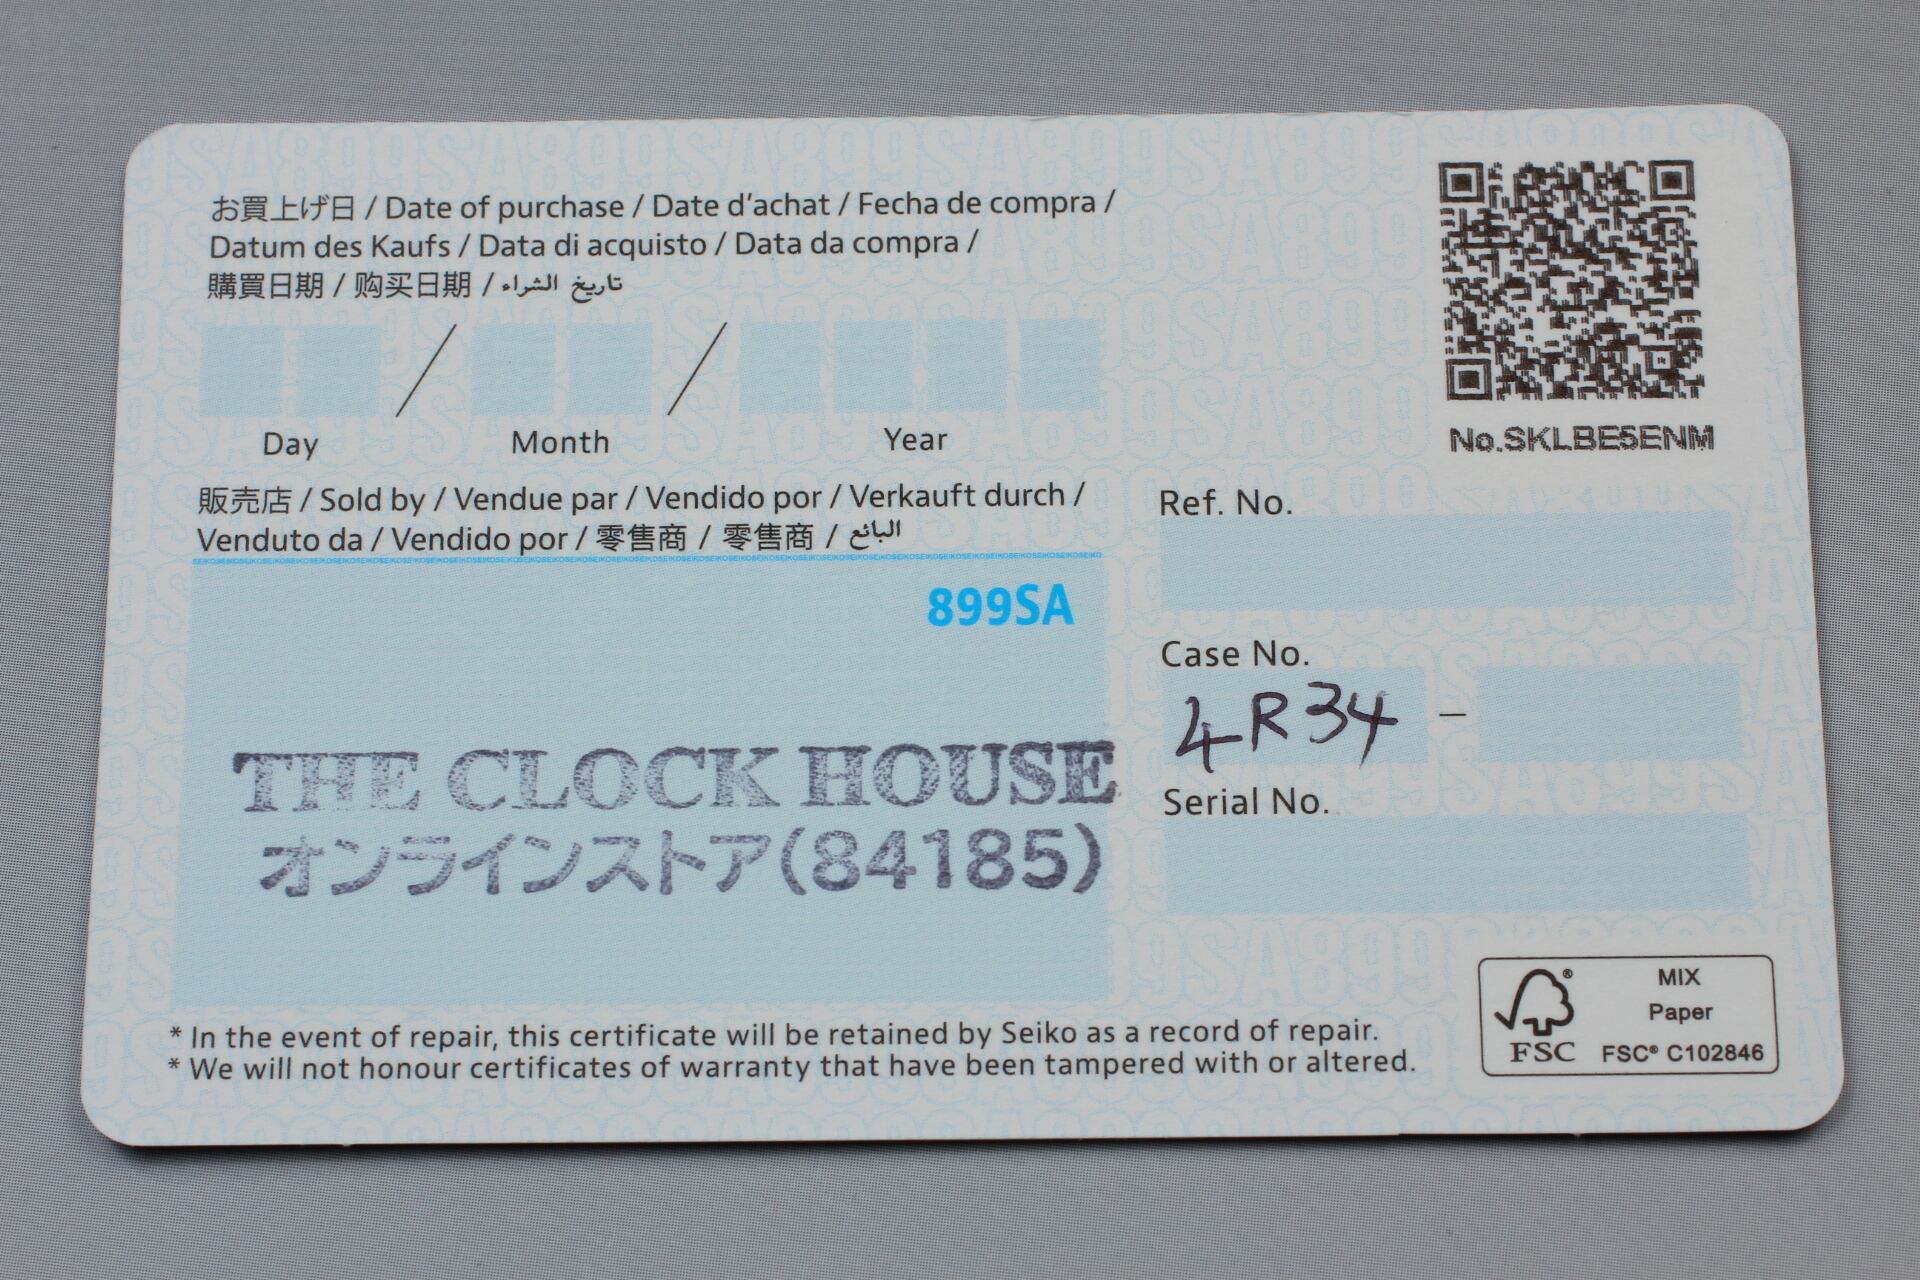 お買上げ日 / Date of purchase / Date d'achat / Fecha de compra /
Datum des Kaufs / Data di acquisto / Data da compra /
購買日期 / 购买日期 / تاريخ الشراء
Day
Month
Year
No.SKLBE5ENM
販売店 / Sold by / Vendue par / Vendido por / Verkauft durch /
Venduto da / Vendido por / 零售商 / 零售商 / البائع
899SA
THE CLOCK HOUSE
オンラインストア(84185)
Ref. No.
Case No.
4R34 –
Serial No.
* In the event of repair, this certificate will be retained by Seiko as a record of repair.
* We will not honour certificates of warranty that have been tampered with or altered.
FSC
MIX
Paper
FSC® C102846